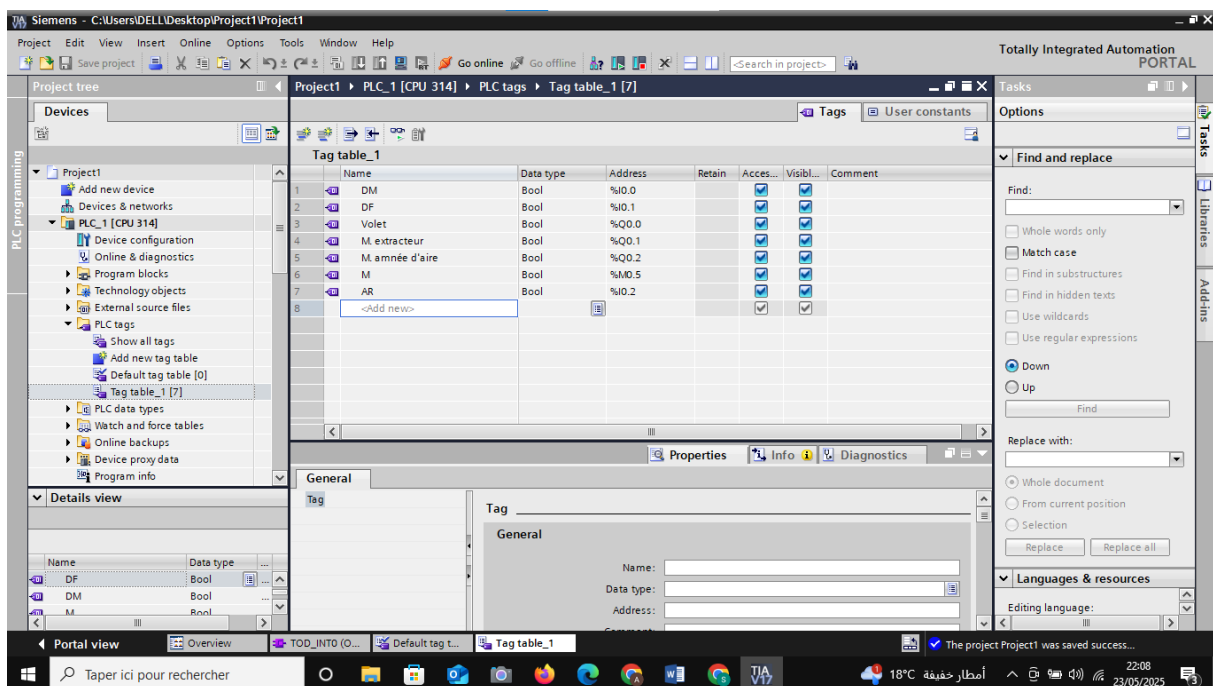 Siemens - C:\Users\DELL\Desktop\Project1\Project1
Project Edit View Insert Online Options Tools Window Help
Totally Integrated Automation
PORTAL
Save project
Go online
Go offline
<Search in project>
Project tree
Project1 PLC_1 [CPU 314] PLC tags Tag table_1 [7]
Tasks
Devices
Tags
User constants
Options
Tag table_1
Find and replace
PLC programming
Tasks
Libraries
Add-ins
Project1
Add new device
Devices & networks
PLC_1 [CPU 314]
Device configuration
Online & diagnostics
Program blocks
Technology objects
External source files
PLC tags
Show all tags
Add new tag table
Default tag table [0]
Tag table_1 [7]
PLC data types
Watch and force tables
Online backups
Device proxy data
Program info
Name Data type Address Retain Acces... Visibl... Comment
1 DM Bool %I0.0
2 DF Bool %I0.1
3 Volet Bool %Q0.0
4 M. extracteur Bool %Q0.1
5 M. amnée d'aire Bool %Q0.2
6 M Bool %M0.5
7 AR Bool %I0.2
8 <Add new>
Find:
Whole words only
Match case
Find in substructures
Find in hidden texts
Use wildcards
Use regular expressions
Down
Up
Find
Replace with:
Whole document
From current position
Selection
Replace Replace all
Languages & resources
Editing language:
Properties Info Diagnostics
General
Tag
Tag
General
Name:
Data type:
Address:
Details view
Name Data type ...
DF Bool ...
DM Bool ...
M Bool
Portal view Overview TOD_INT0 (O... Default tag t... Tag table_1 The project Project1 was saved success...
Taper ici pour rechercher
18°C أمطار خفيفة
22:08
23/05/2025
3